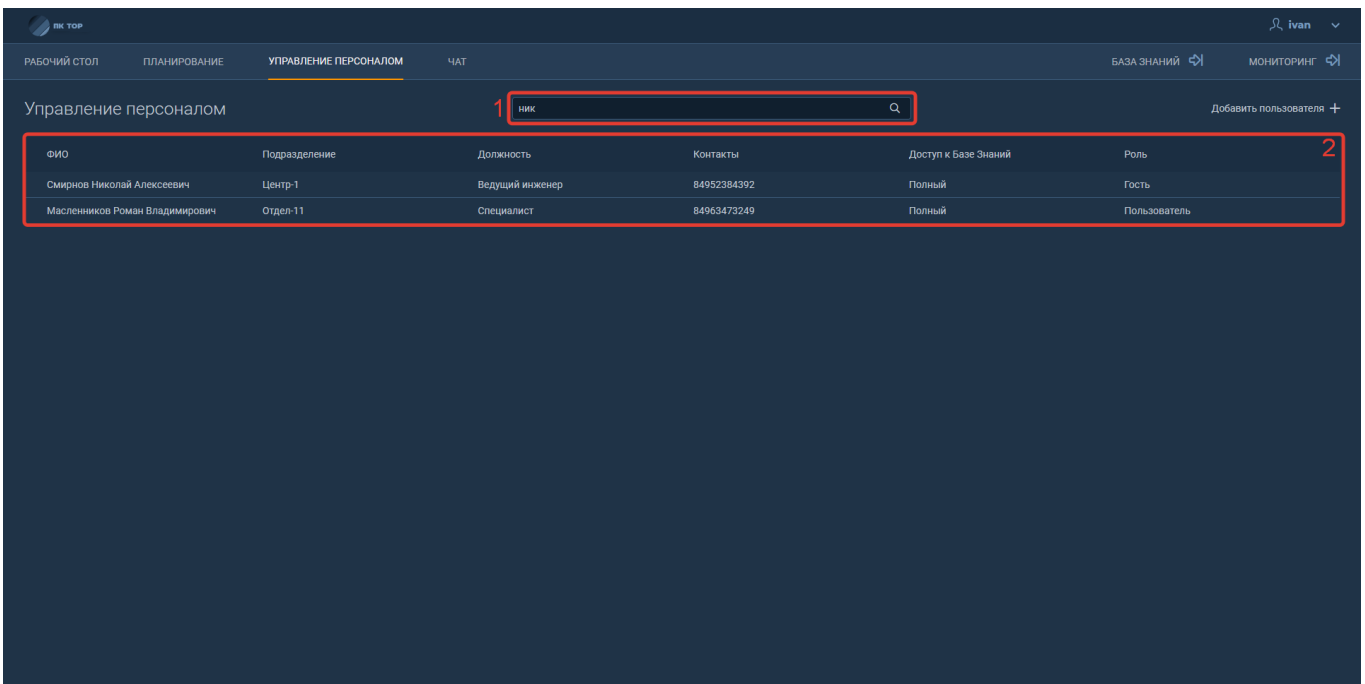 ПК ТОР
ivan
РАБОЧИЙ СТОЛ ПЛАНИРОВАНИЕ УПРАВЛЕНИЕ ПЕРСОНАЛОМ ЧАТ БАЗА ЗНАНИЙ МОНИТОРИНГ
Управление персоналом 1 ник Добавить пользователя +
2
ФИО Подразделение Должность Контакты Доступ к Базе Знаний Роль
Смирнов Николай Алексеевич Центр-1 Ведущий инженер 84952384392 Полный Гость
Масленников Роман Владимирович Отдел-11 Специалист 84963473249 Полный Пользователь